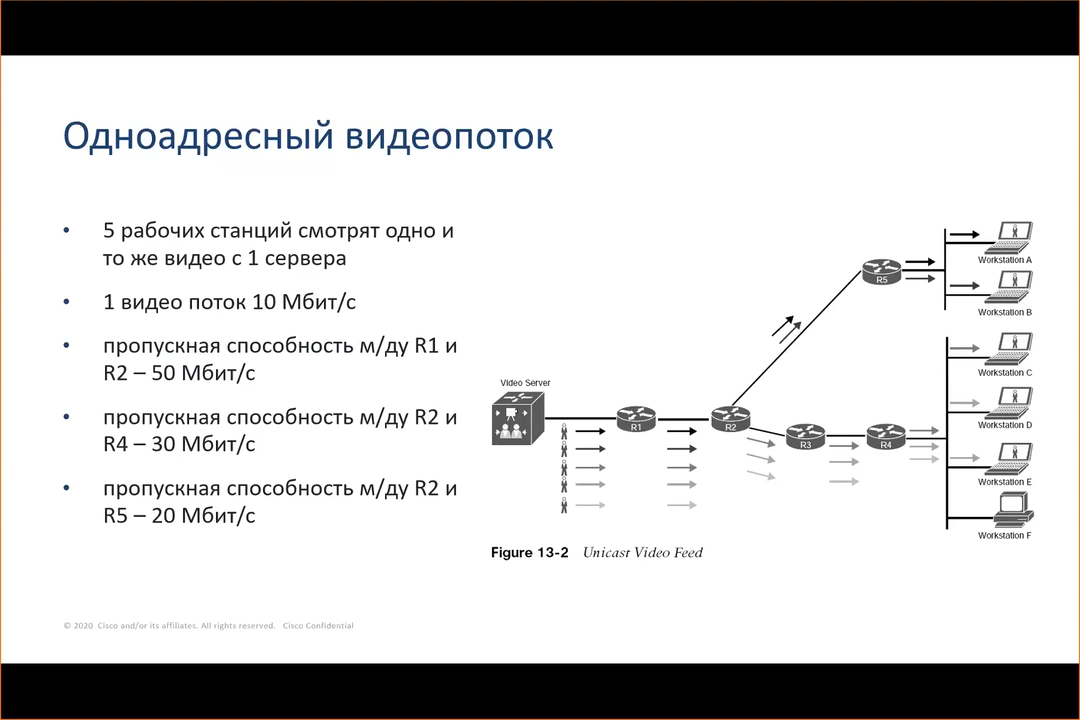 Одноадресный видеопоток
• 5 рабочих станций смотрят одно и
то же видео с 1 сервера
• 1 видео поток 10 Мбит/с
• пропускная способность м/ду R1 и
R2 – 50 Мбит/с
• пропускная способность м/ду R2 и
R4 – 30 Мбит/с
• пропускная способность м/ду R2 и
R5 – 20 Мбит/с
Video Server
R1
R2
R3
R4
R5
Workstation A
Workstation B
Workstation C
Workstation D
Workstation E
Workstation F
Figure 13-2 Unicast Video Feed
© 2020 Cisco and/or its affiliates. All rights reserved. Cisco Confidential